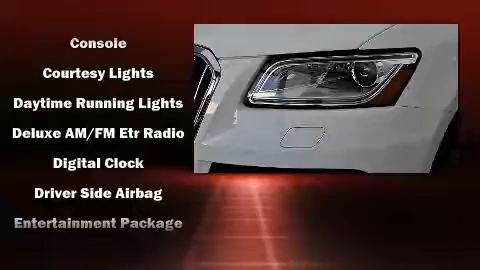 Console
Courtesy Lights
Daytime Running Lights
Deluxe AM/FM Etr Radio
Digital Clock
Driver Side Airbag
Entertainment Package